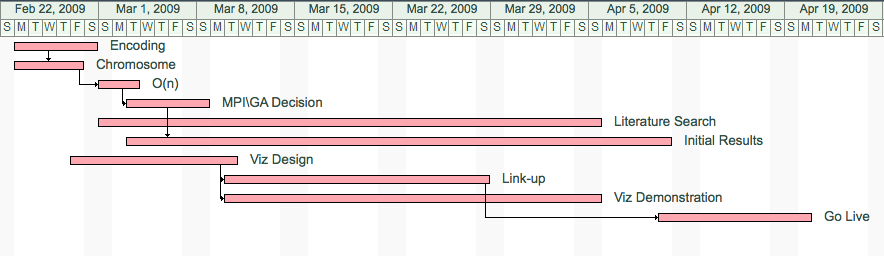 Feb 22, 2009 Mar 1, 2009 Mar 8, 2009 Mar 15, 2009 Mar 22, 2009 Mar 29, 2009 Apr 5, 2009 Apr 12, 2009 Apr 19, 2009
S M T W T F S S M T W T F S S M T W T F S S M T W T F S S M T W T F S S M T W T F S S M T W T F S S M T W T F S S M T W T F S
Encoding
Chromosome
O(n)
MPI\GA Decision
Literature Search
Initial Results
Viz Design
Link-up
Viz Demonstration
Go Live